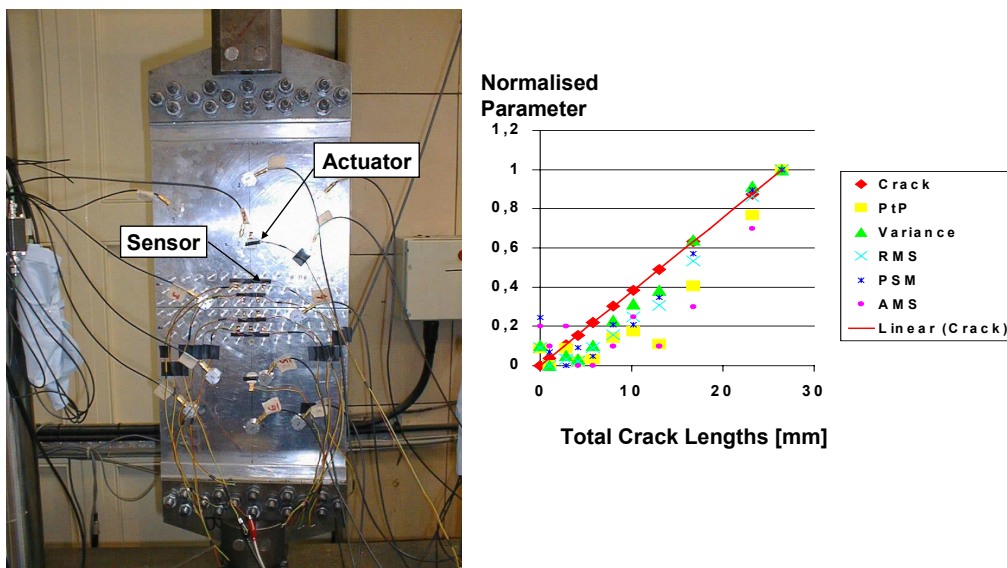 Actuator
Sensor
Normalised
Parameter
1,2
1
0,8
0,6
0,4
0,2
0
0
10
20
30
Total Crack Lengths [mm]
Crack
PtP
Variance
RMS
PSM
AMS
Linear (Crack)